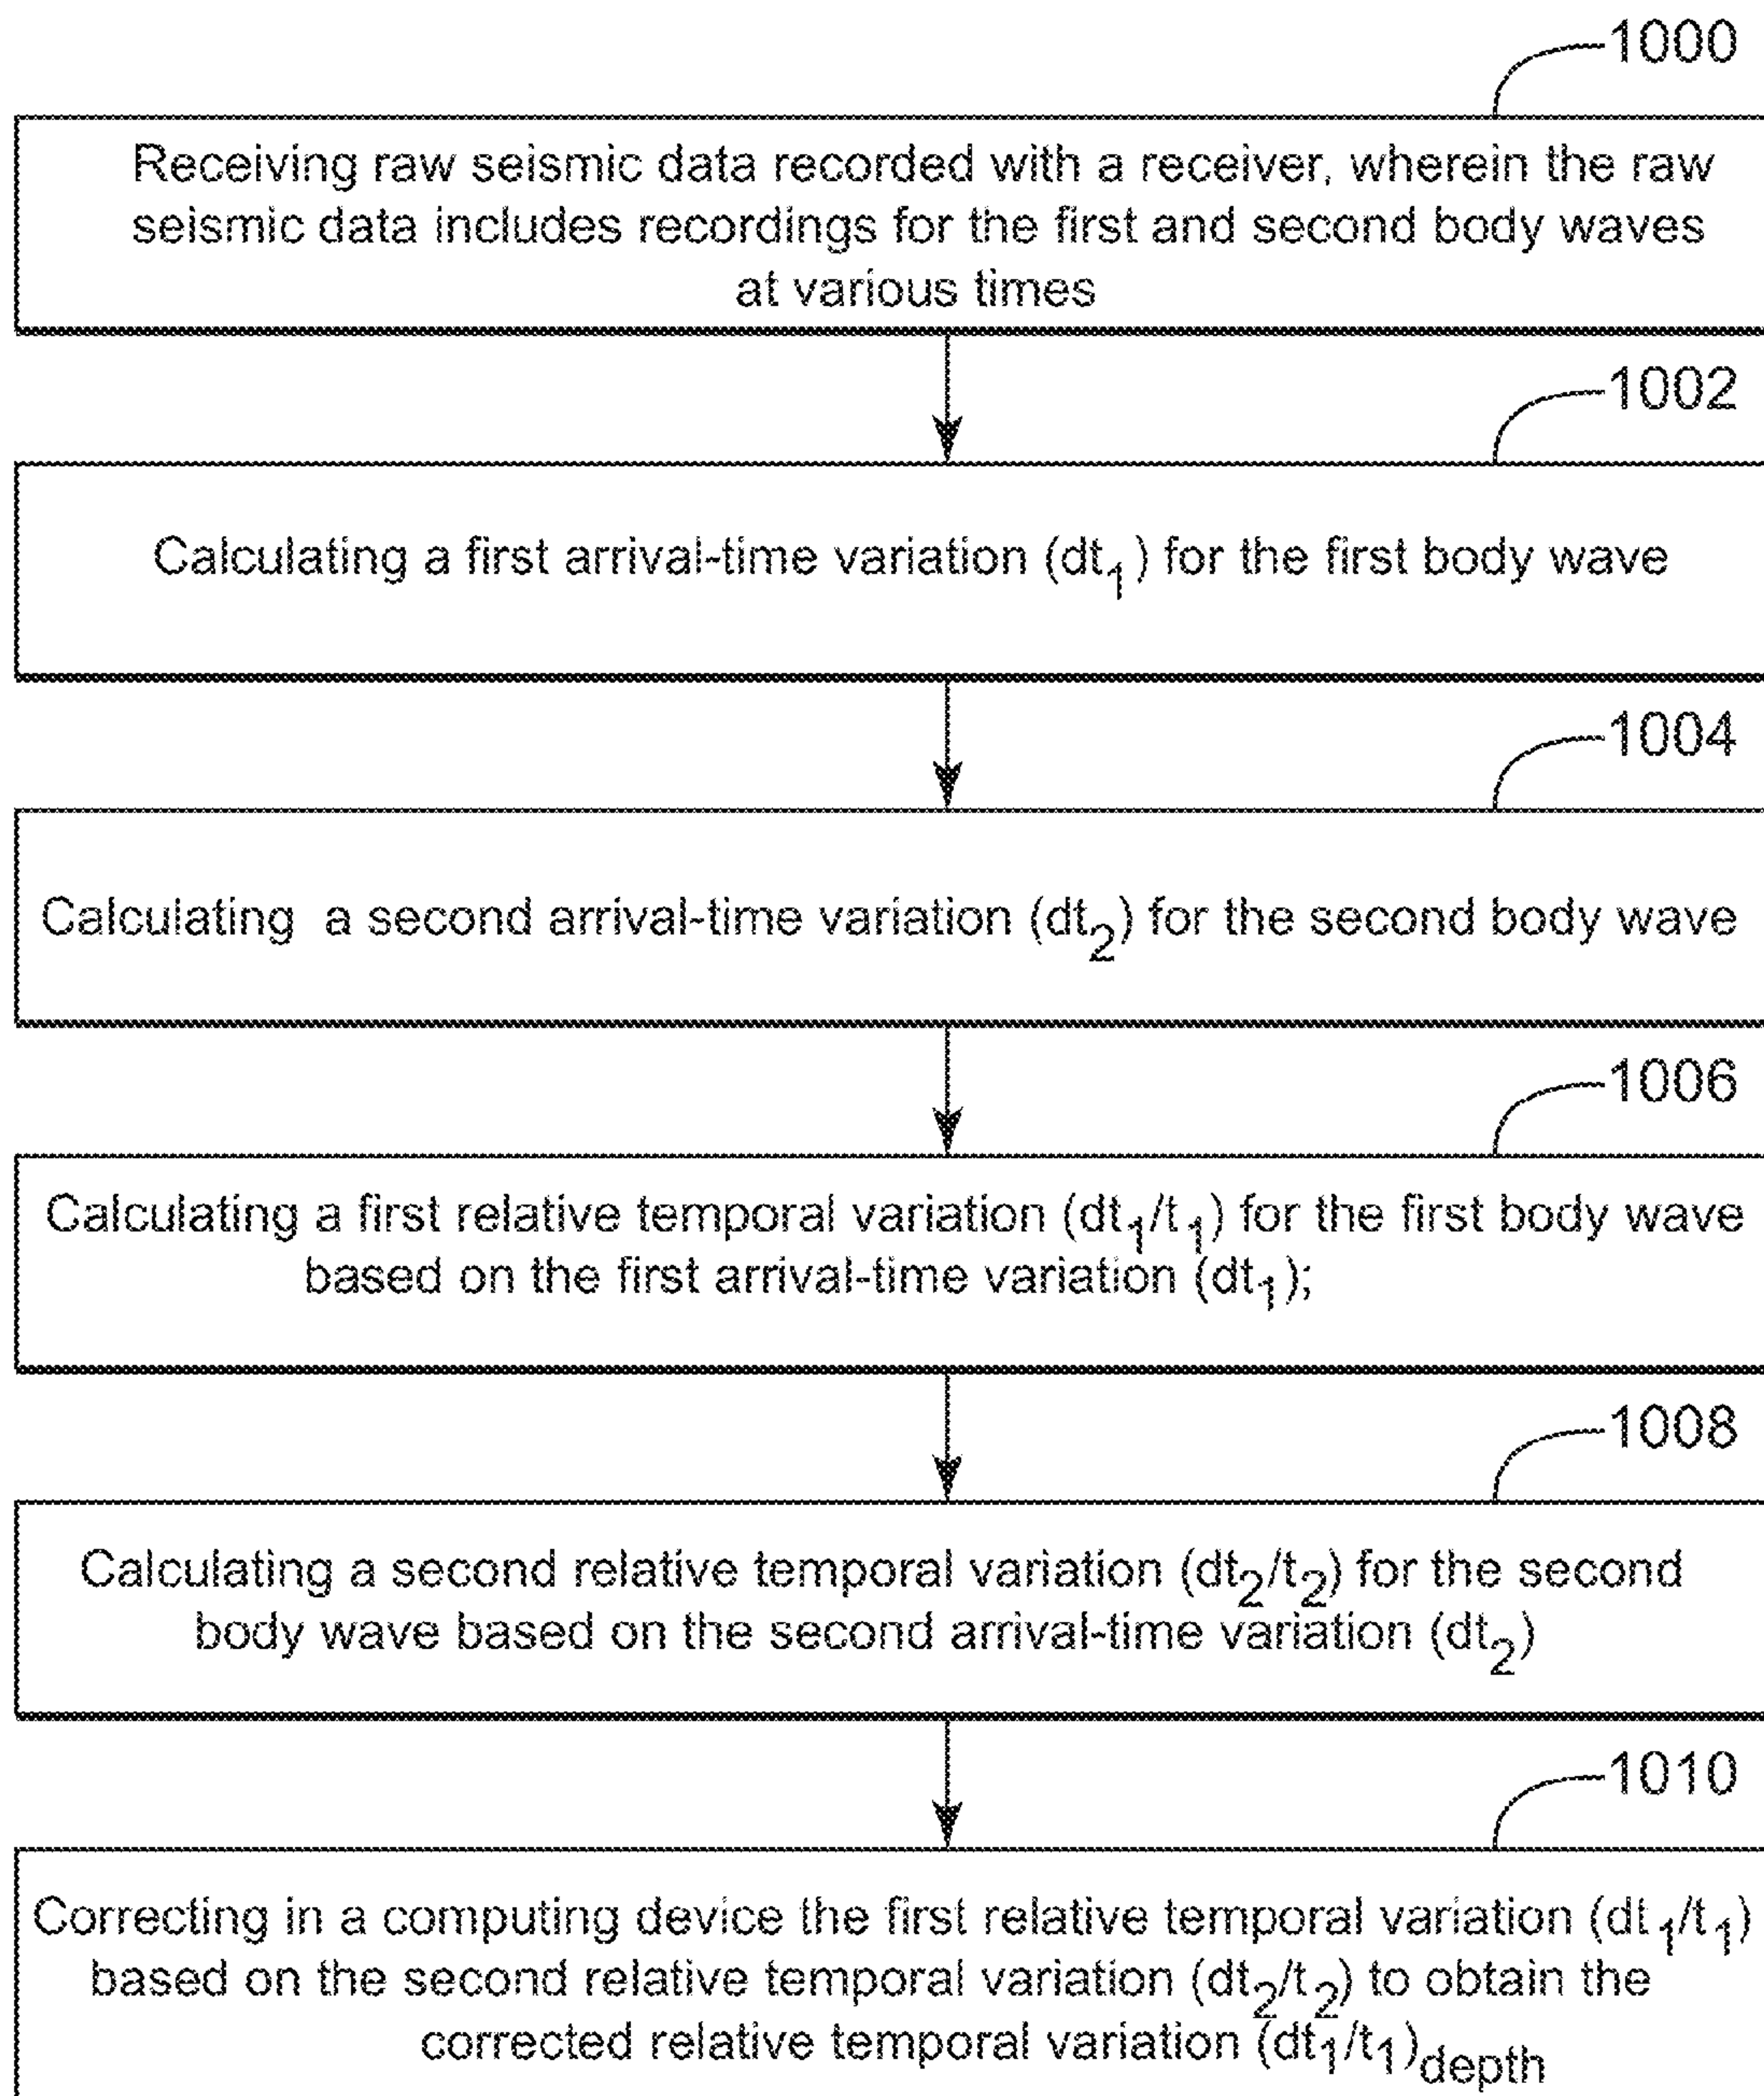 1000
Receiving raw seismic data recorded with a receiver, wherein the raw
seismic data includes recordings for the first and second body waves
at various times
1002
Calculating a first arrival-time variation (dt1) for the first body wave
1004
Calculating a second arrival-time variation (dt2) for the second body wave
1006
Calculating a first relative temporal variation (dt1/t1) for the first body wave
based on the first arrival-time variation (dt1);
1008
Calculating a second relative temporal variation (dt2/t2) for the second
body wave based on the second arrival-time variation (dt2)
1010
Correcting in a computing device the first relative temporal variation (dt1/t1)
based on the second relative temporal variation (dt2/t2) to obtain the
corrected relative temporal variation (dt1/t1)depth